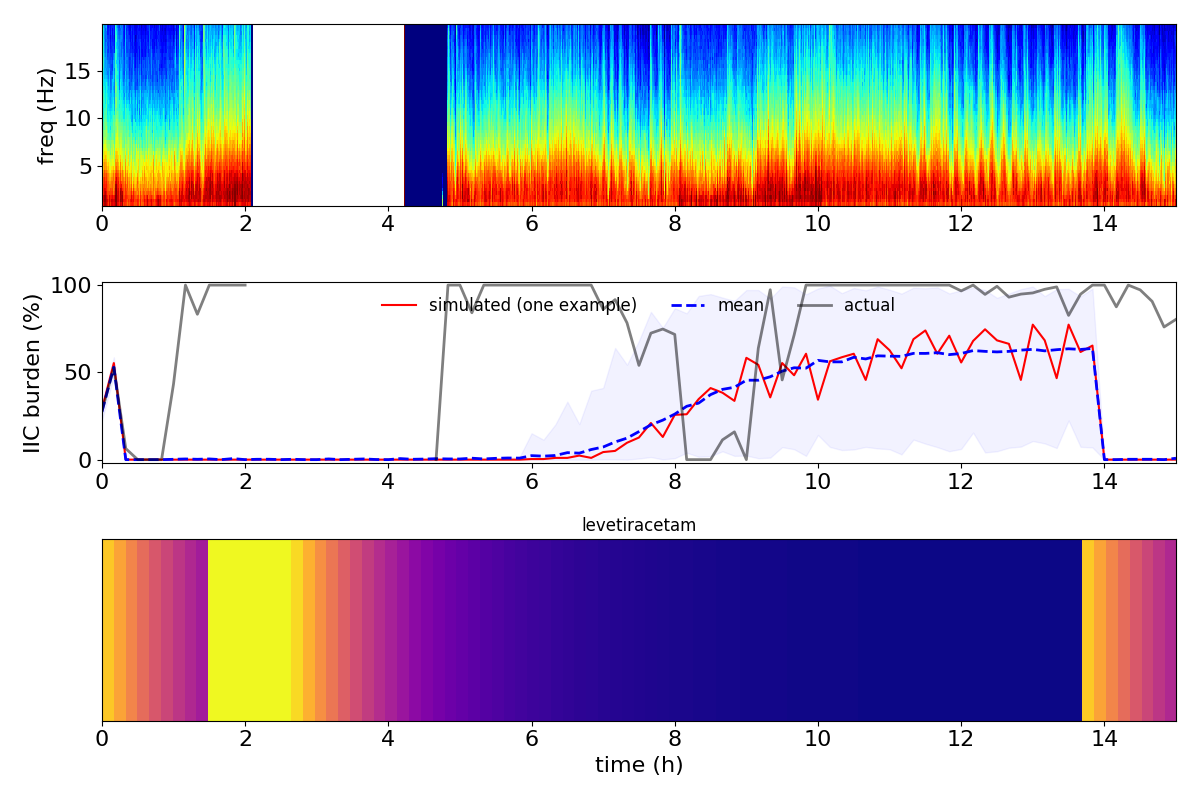 15
10
5
freq (Hz)
0 2 4 6 8 10 12 14
100
50
0
IIC burden (%)
simulated (one example) mean actual
0 2 4 6 8 10 12 14
levetiracetam
0 2 4 6 8 10 12 14
time (h)